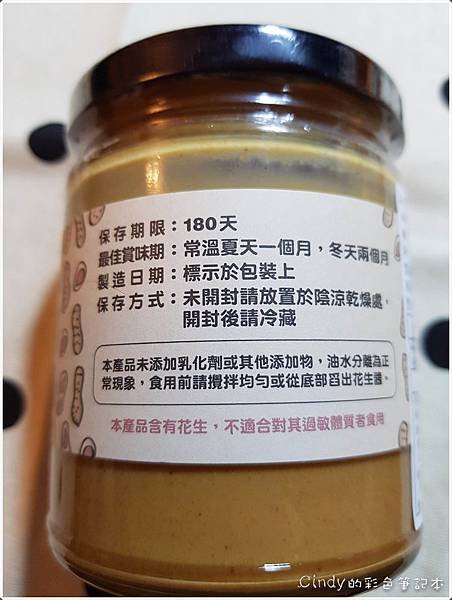 保存期限：180天
最佳賞味期：常溫夏天一個月，冬天兩個月
製造日期：標示於包裝上
保存方式：未開封請放置於陰涼乾燥處，
開封後請冷藏
本產品未添加乳化劑或其他添加物，油水分離為正
常現象，食用前請攪拌均勻或從底部舀出花生醬。
本產品含有花生，不適合對其過敏體質者食用
Cindy的彩色筆記本